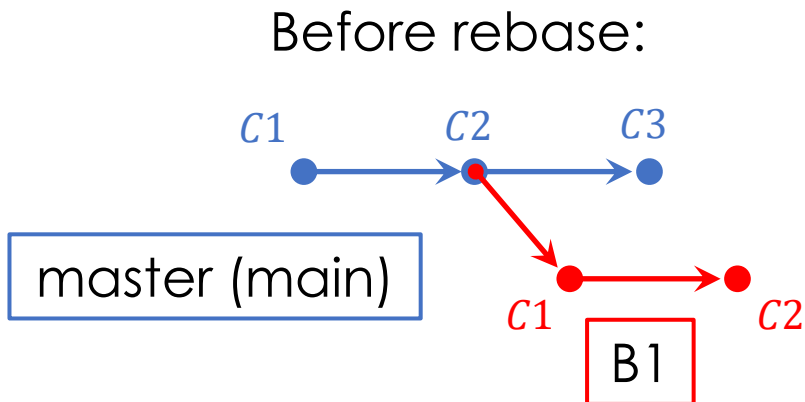 Before rebase:
C1 C2 C3
master (main)
C1 C2
B1